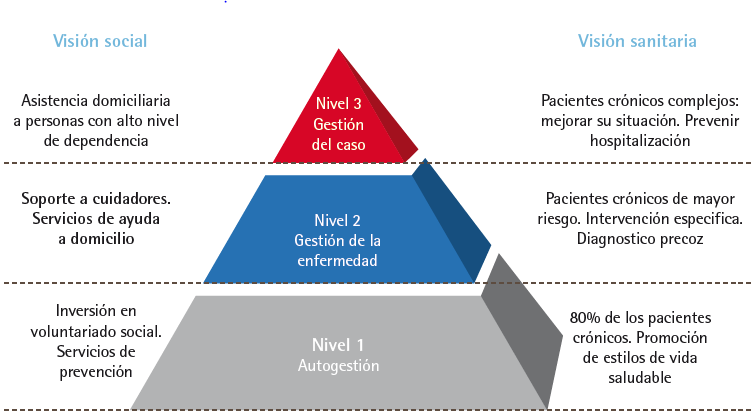 Visión social
Visión sanitaria
Asistencia domiciliaria
a personas con alto nivel
de dependencia
Nivel 3
Gestión
del caso
Pacientes crónicos complejos:
mejorar su situación. Prevenir
hospitalización
Soporte a cuidadores.
Servicios de ayuda
a domicilio
Nivel 2
Gestión de la
enfermedad
Pacientes crónicos de mayor
riesgo. Intervención especifica.
Diagnostico precoz
Inversión en
voluntariado social.
Servicios de
prevención
Nivel 1
Autogestión
80% de los pacientes
crónicos. Promoción
de estilos de vida
saludable